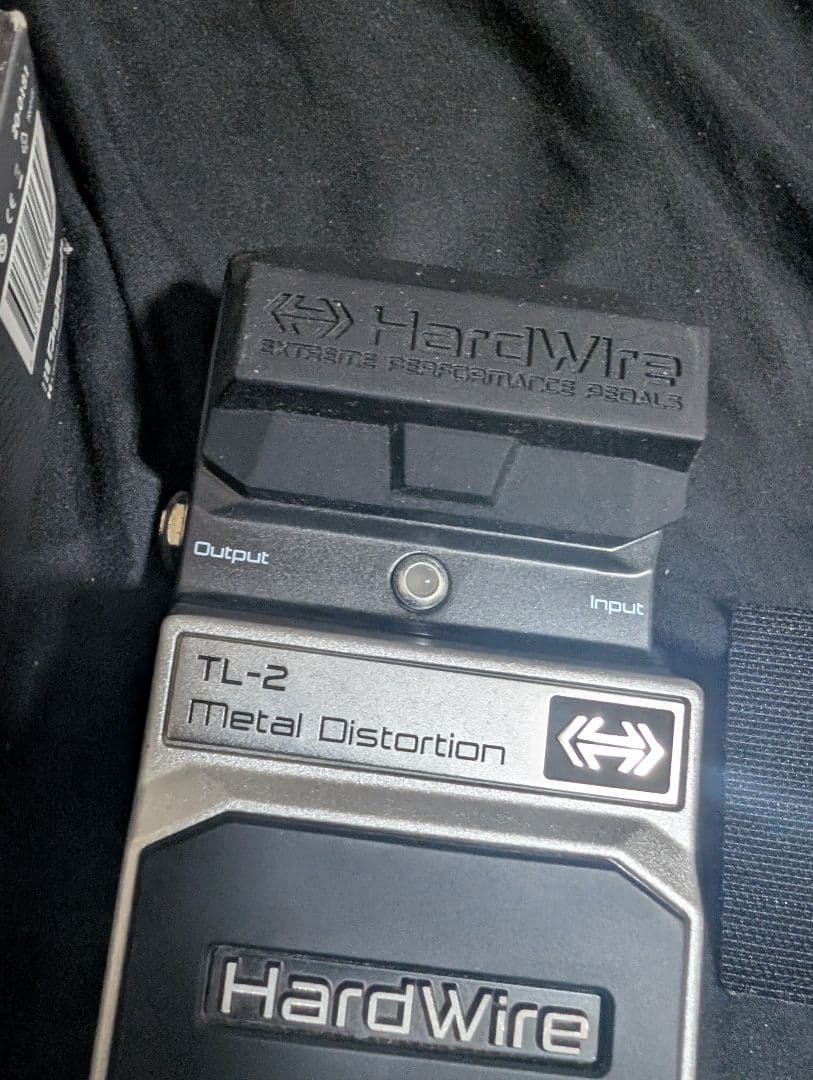 HardWire
EXTREME PERFORMANCE PEDALS
Output
Input
TL-2
Metal Distortion
HardWire